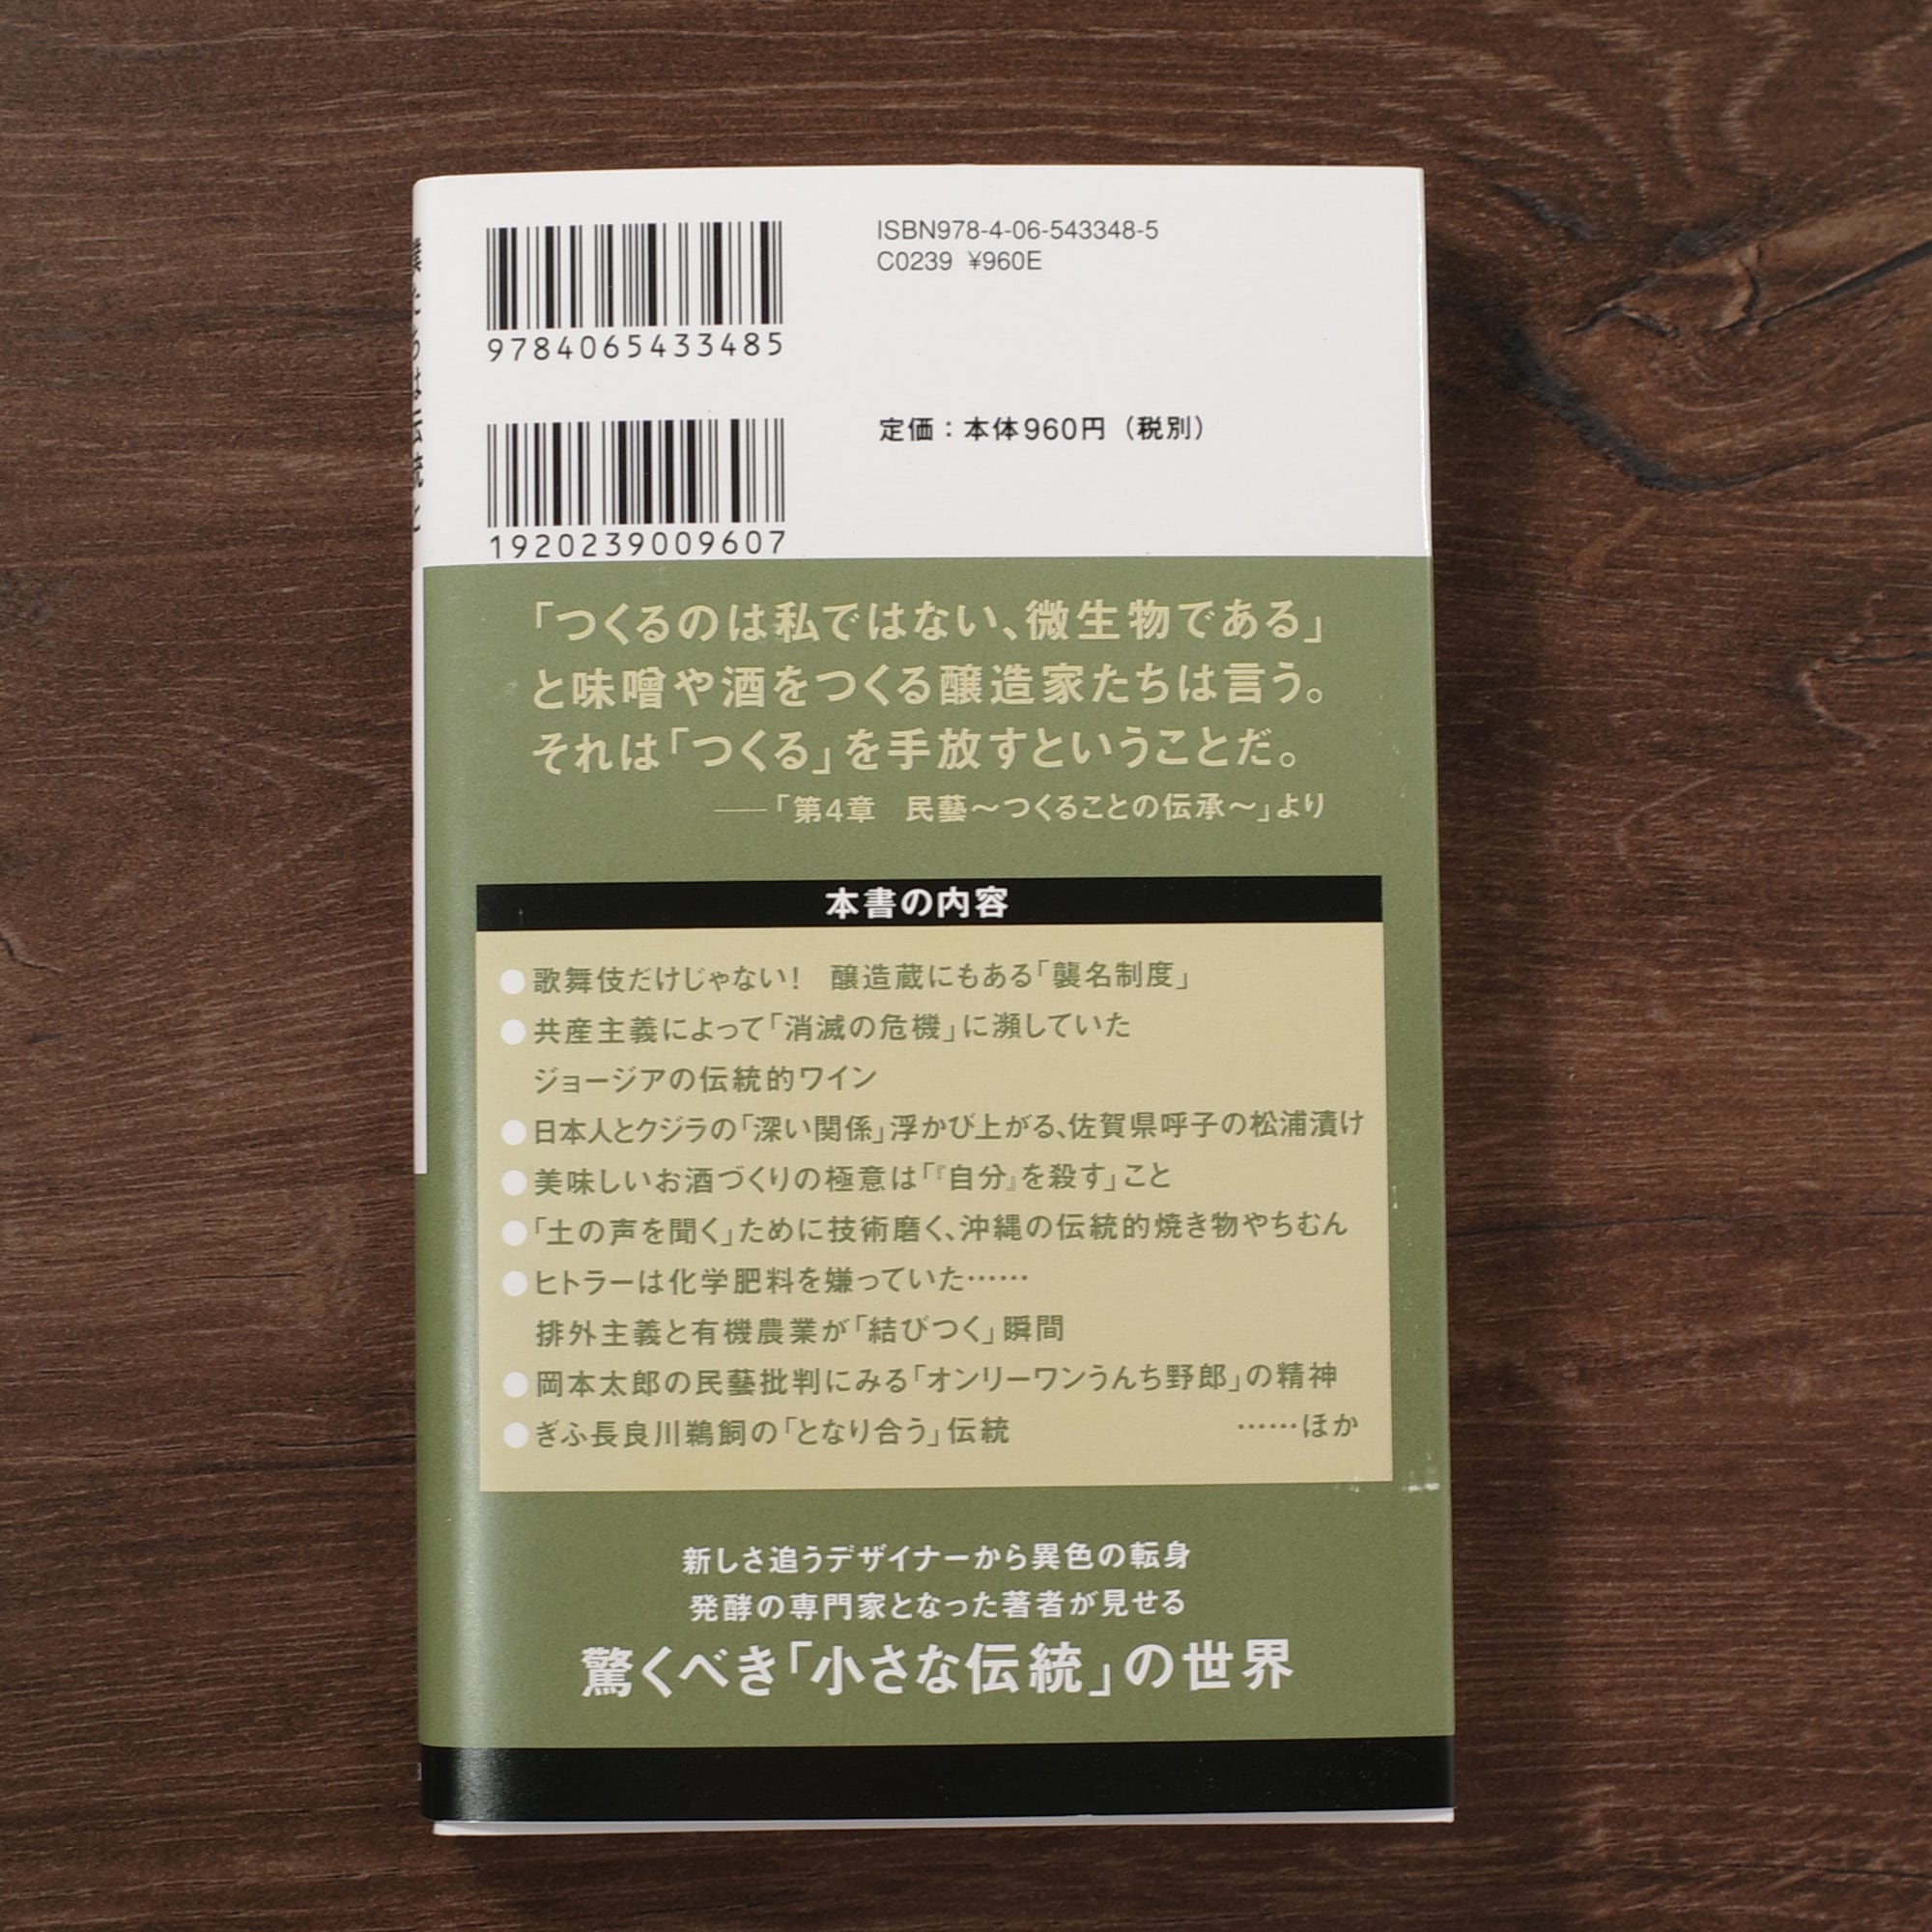 ISBN978-4-06-543348-5
C0239 ¥960E
9784065433485
定価：本体960円（税別）
1920239009607
「つくるのは私ではない、微生物である」
と味噌や酒をつくる醸造家たちは言う。
それは「つくる」を手放すということだ。
──「第4章　民藝〜つくることの伝承〜」より
本書の内容
●歌舞伎だけじゃない！　醸造蔵にもある「襲名制度」
●共産主義によって「消滅の危機」に瀕していた
ジョージアの伝統的ワイン
●日本人とクジラの「深い関係」浮かび上がる、佐賀県呼子の松浦漬け
●美味しいお酒づくりの極意は「『自分』を殺す」こと
●「土の声を聞く」ために技術磨く、沖縄の伝統的焼き物やちむん
●ヒトラーは化学肥料を嫌っていた……
排外主義と有機農業が「結びつく」瞬間
●岡本太郎の民藝批判にみる「オンリーワンうんち野郎」の精神
●ぎふ長良川鵜飼の「となり合う」伝統　……ほか
新しさ追うデザイナーから異色の転身
発酵の専門家となった著者が見せる
驚くべき「小さな伝統」の世界